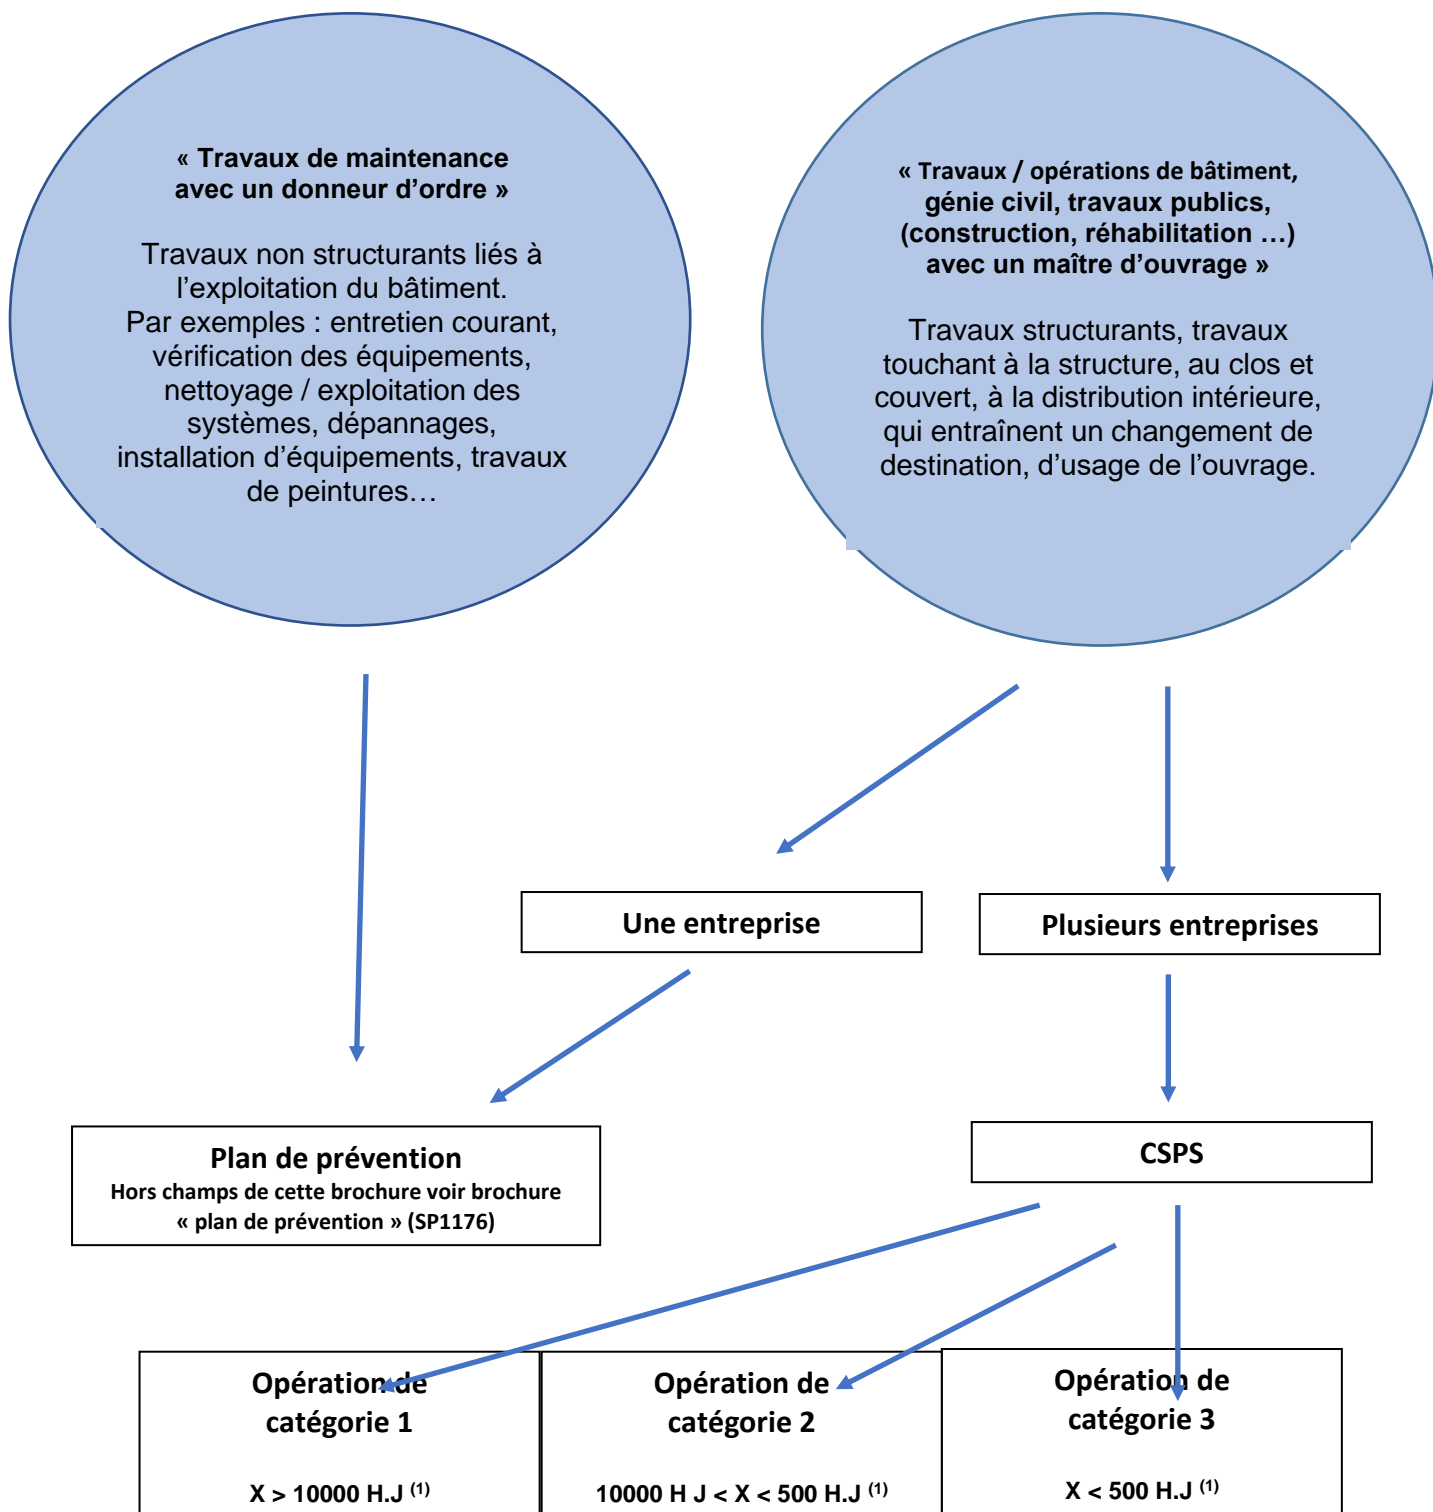 « Travaux de maintenance
avec un donneur d’ordre »
Travaux non structurants liés à
l’exploitation du bâtiment.
Par exemples : entretien courant,
vérification des équipements,
nettoyage / exploitation des
systèmes, dépannages,
installation d’équipements, travaux
de peintures…
« Travaux / opérations de bâtiment,
génie civil, travaux publics,
(construction, réhabilitation …)
avec un maître d’ouvrage »
Travaux structurants, travaux
touchant à la structure, au clos et
couvert, à la distribution intérieure,
qui entraînent un changement de
destination, d’usage de l’ouvrage.
Une entreprise
Plusieurs entreprises
Plan de prévention
Hors champs de cette brochure voir brochure
« plan de prévention » (SP1176)
CSPS
Opération de
catégorie 1
X > 10000 H.J (1)
Opération de
catégorie 2
10000 H J < X < 500 H.J (1)
Opération de
catégorie 3
X < 500 H.J (1)